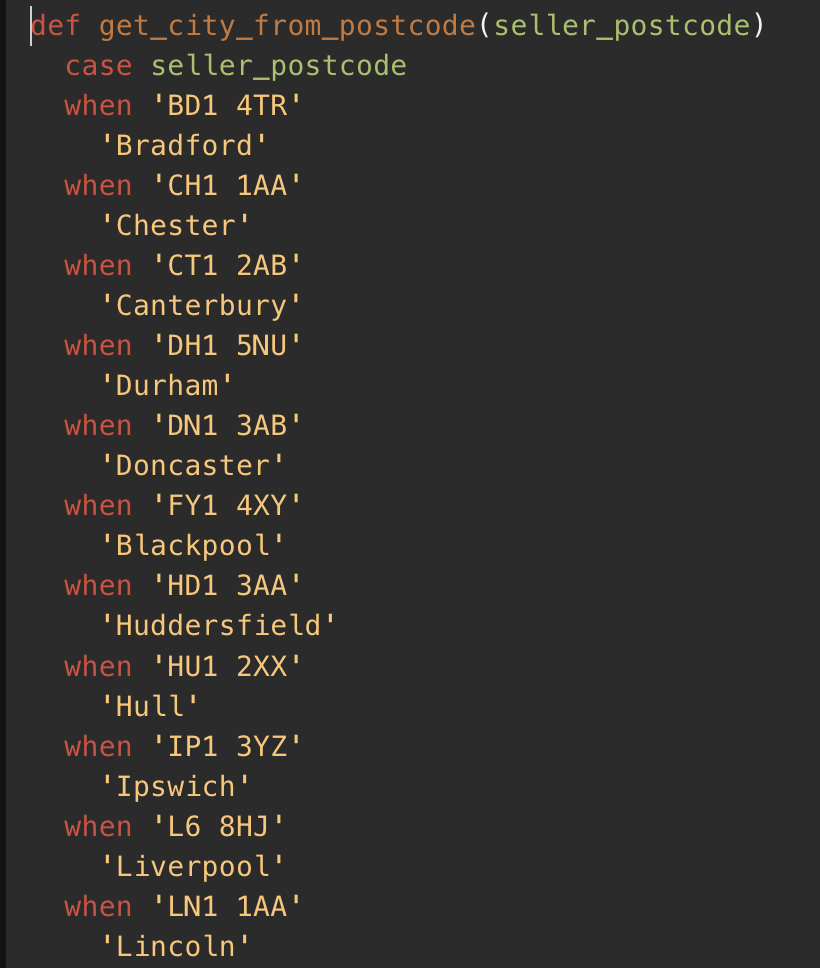 def get_city_from_postcode(seller_postcode)
  case seller_postcode
  when 'BD1 4TR'
    'Bradford'
  when 'CH1 1AA'
    'Chester'
  when 'CT1 2AB'
    'Canterbury'
  when 'DH1 5NU'
    'Durham'
  when 'DN1 3AB'
    'Doncaster'
  when 'FY1 4XY'
    'Blackpool'
  when 'HD1 3AA'
    'Huddersfield'
  when 'HU1 2XX'
    'Hull'
  when 'IP1 3YZ'
    'Ipswich'
  when 'L6 8HJ'
    'Liverpool'
  when 'LN1 1AA'
    'Lincoln'